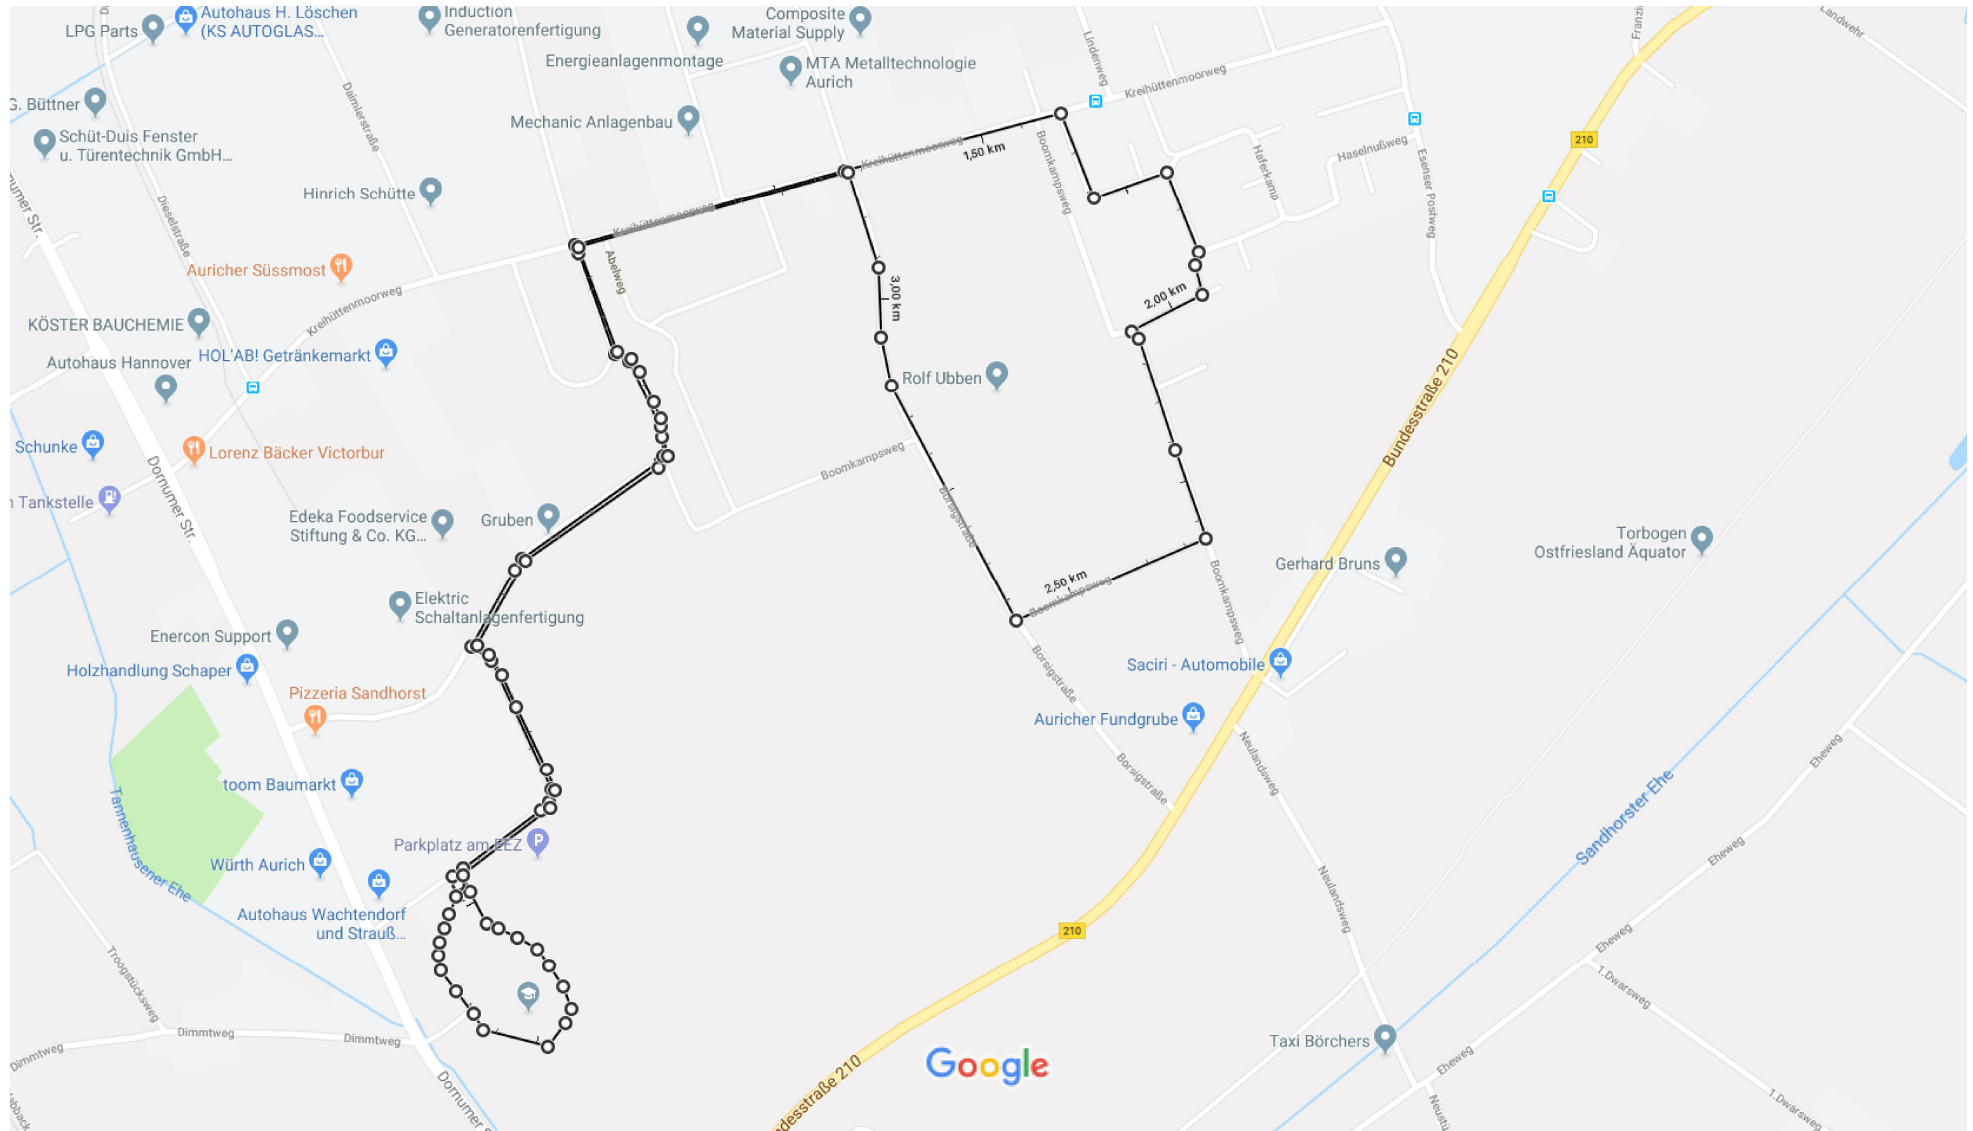 Autohaus H. Löschen
(KS AUTOGLAS...
LPG Parts
Induction
Generatorenfertigung
Composite
Material Supply
Energieanlagenmontage
MTA Metalltechnologie
Aurich
Lindenweg
Kreihüttenmoorweg
Landwehr
G. Büttner
Schüt-Duis Fenster
u. Türentechnik GmbH...
Daimlerstraße
Mechanic Anlagenbau
Kreihüttenmoorweg
1,50 km
Boomkampsweg
Haferkamp
Haselnußweg
Esenser Postweg
210
Hinrich Schütte
Dieselstraße
Kreihüttenmoorweg
Auricher Süssmost
Abelweg
Kreihüttenmoorweg
3,00 km
2,00 km
KÖSTER BAUCHEMIE
Autohaus Hannover
HOL'AB! Getränkemarkt
Rolf Ubben
Bundesstraße 210
Schunke
Lorenz Bäcker Victorbur
Boomkampsweg
Dornumer Str.
Tankstelle
Edeka Foodservice
Stiftung & Co. KG...
Gruben
Borsigstraße
Torbogen
Ostfriesland Äquator
Gerhard Bruns
2,50 km
Boomkampsweg
Boomkampsweg
Elektric
Schaltanlagenfertigung
Enercon Support
Holzhandlung Schaper
Borsigstraße
Saciri - Automobile
Pizzeria Sandhorst
Auricher Fundgrube
Neulandsweg
Borsigstraße
Eheweg
toom Baumarkt
Tannenhausener Ehe
Sandhorster Ehe
Parkplatz am EEZ
P
Würth Aurich
Eheweg
Autohaus Wachtendorf
und Strauß...
Neulandsweg
210
Eheweg
Troogstücksweg
1.Dwarsweg
Dimmtweg
Dimmtweg
Dimmtweg
Taxi Börchers
Eheweg
Google
Dornumer S
desstraße 210
1.Dwarsweg